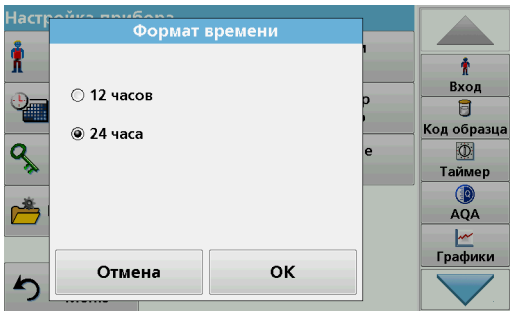 Настройка прибора
Формат времени
12 часов
24 часа
Отмена
OK
Вход
Код образца
Таймер
AQA
Графики